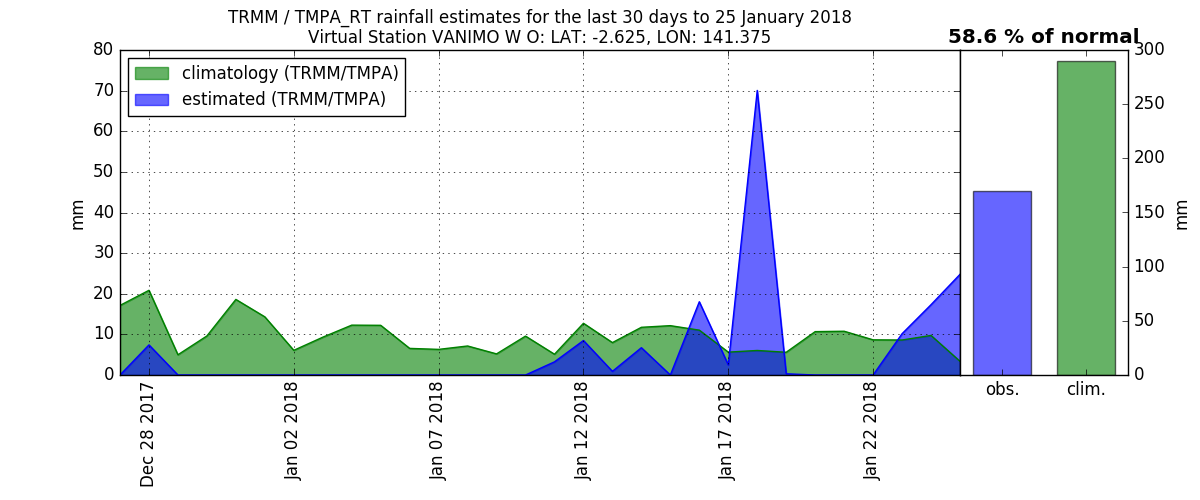 TRMM / TMPA_RT rainfall estimates for the last 30 days to 25 January 2018
Virtual Station VANIMO W O: LAT: -2.625, LON: 141.375
58.6 % of normal
climatology (TRMM/TMPA)
estimated (TRMM/TMPA)
80
70
60
50
40
30
20
10
0
mm
Dec 28 2017
Jan 02 2018
Jan 07 2018
Jan 12 2018
Jan 17 2018
Jan 22 2018
obs.
clim.
300
250
200
150
100
50
0
mm